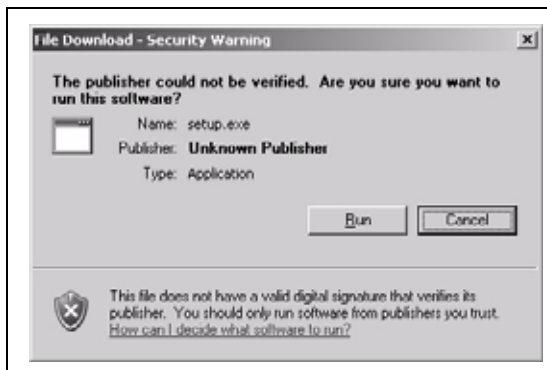 File Download - Security Warning
The publisher could not be verified. Are you sure you want to
run this software?
Name: setup.exe
Publisher: Unknown Publisher
Type: Application
Run Cancel
This file does not have a valid digital signature that verifies its
publisher. You should only run software from publishers you trust.
How can I decide what software to run?